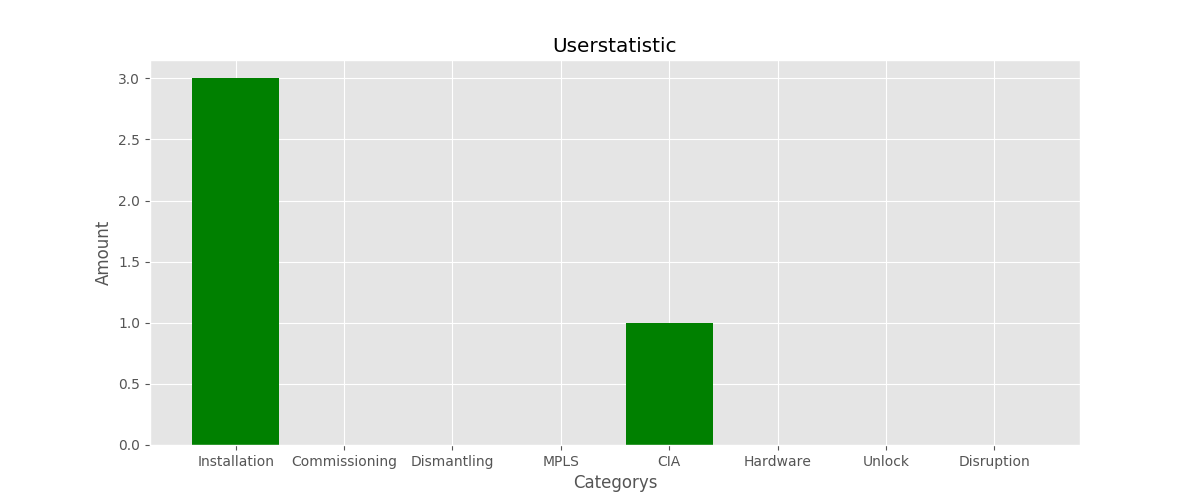 Userstatistic
3.0
2.5
2.0
1.5
1.0
0.5
0.0
Amount
Installation Commissioning Dismantling MPLS CIA Hardware Unlock Disruption
Categorys